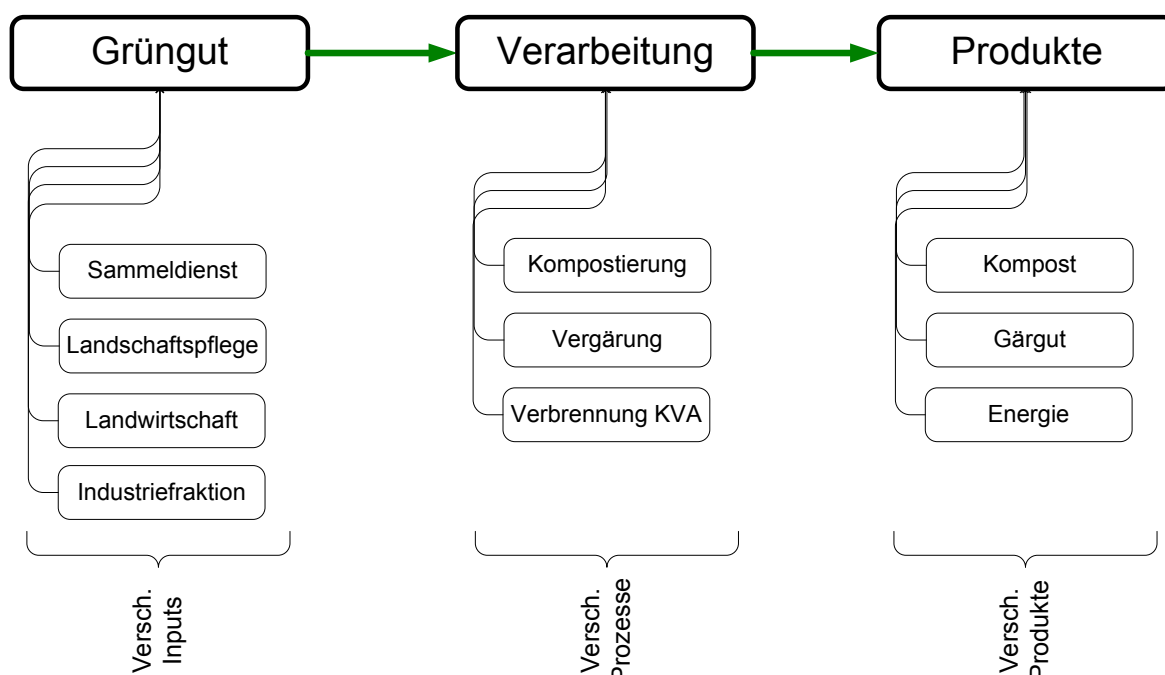 Grüngut
Verarbeitung
Produkte
Sammeldienst
Landschaftspflege
Landwirtschaft
Industriefraktion
Kompostierung
Vergärung
Verbrennung KVA
Kompost
Gärgut
Energie
Versch.
Inputs
Versch.
Prozesse
Versch.
Produkte